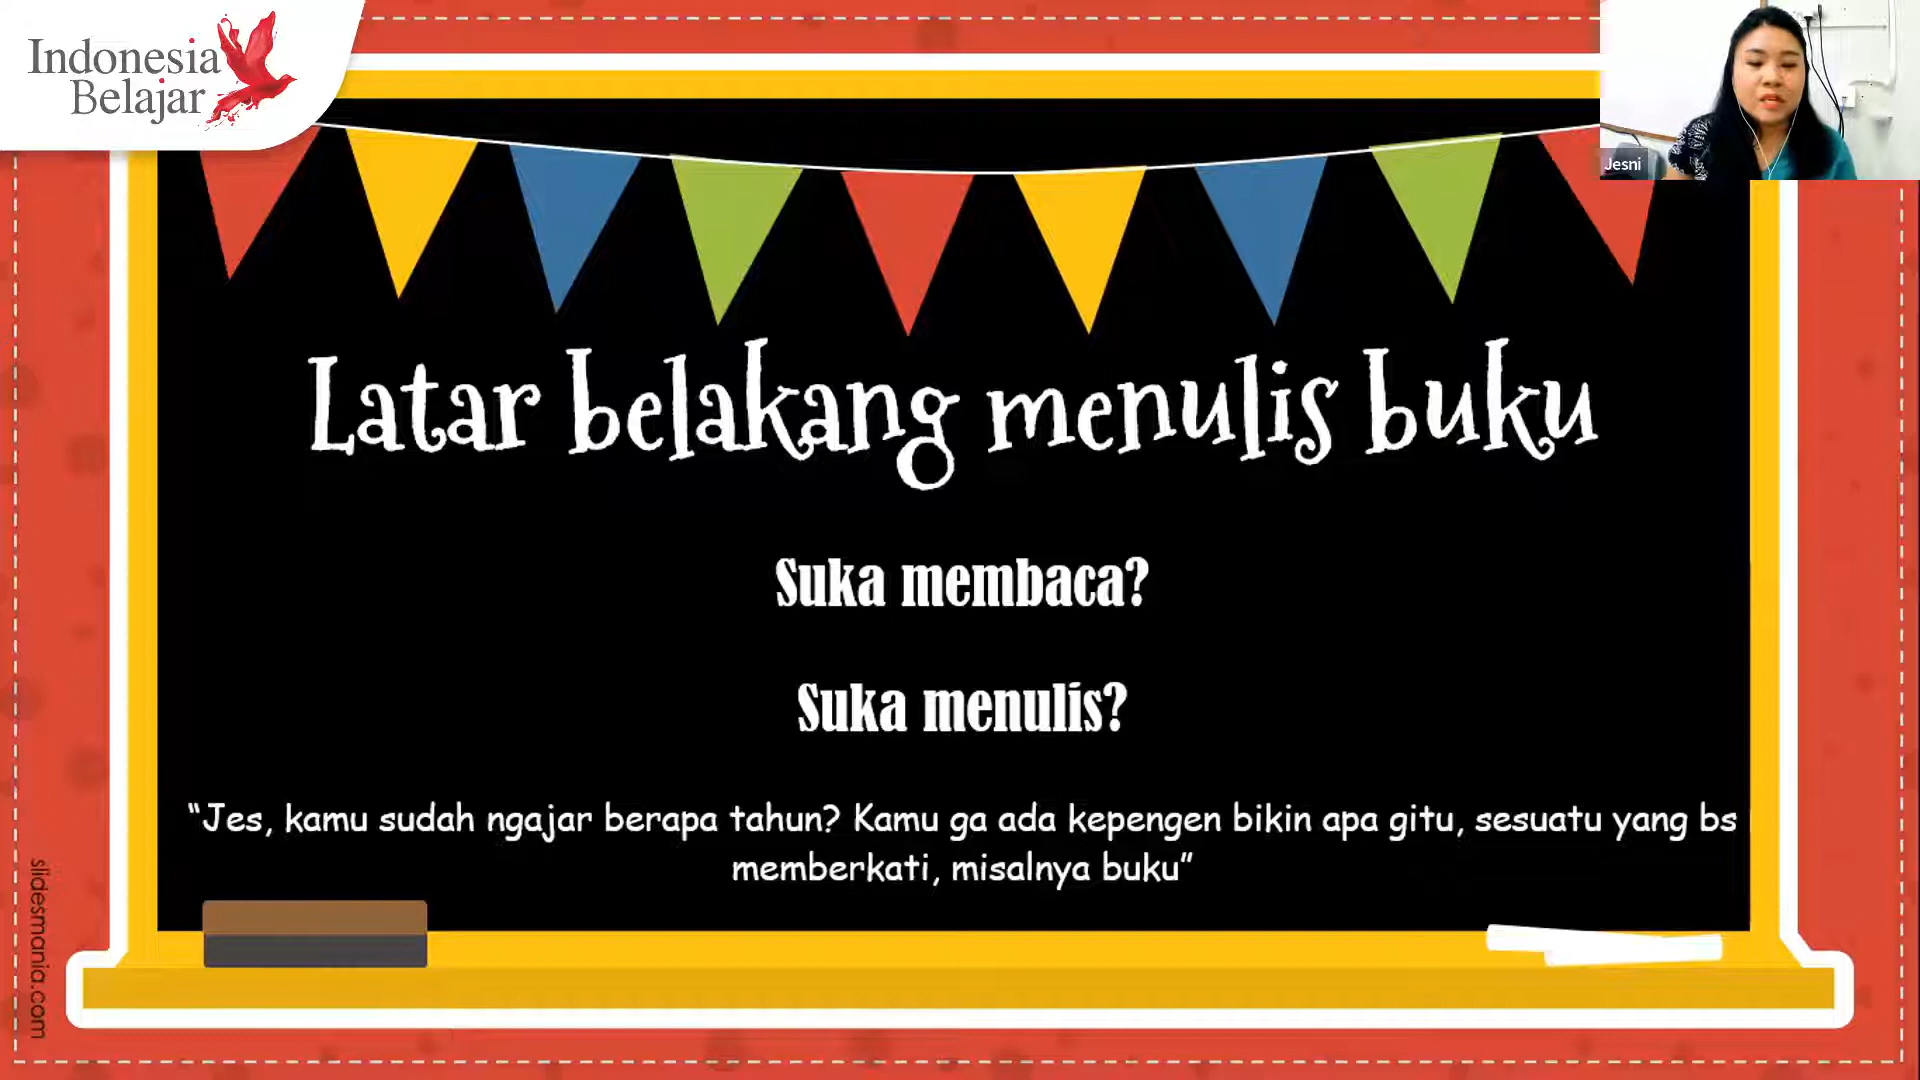 Indonesia
Belajar
Jesni
Latar belakang menulis buku
Suka membaca?
Suka menulis?
“Jes, kamu sudah ngajar berapa tahun? Kamu ga ada kepengen bikin apa gitu, sesuatu yang bs
memberkati, misalnya buku”
slidesmania.com